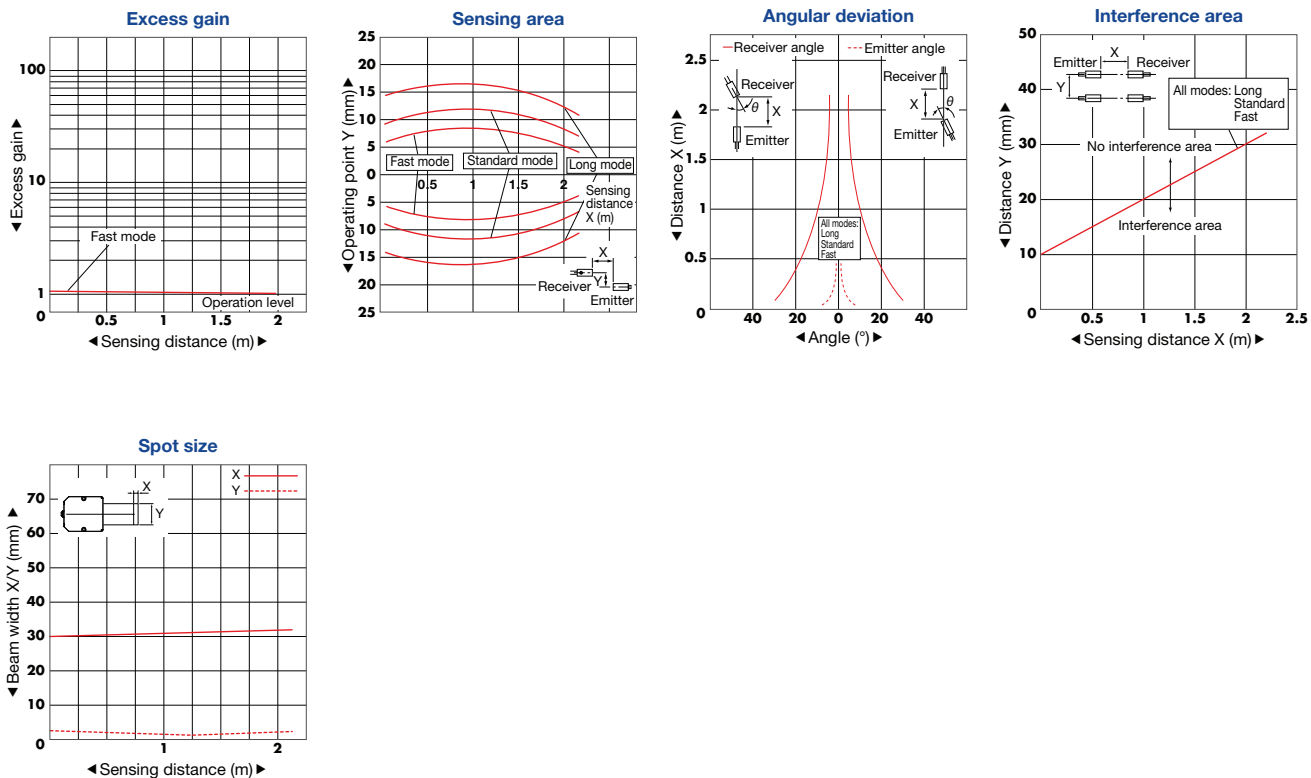 Excess gain
100
10
1
0
0.5
1
1.5
2
◀Excess gain▶
Fast mode
Operation level
◀Sensing distance (m)▶
Sensing area
25
20
15
10
5
0
5
10
15
20
25
◀Operating point Y (mm)▶
Fast mode
Standard mode
Long mode
0.5
1
1.5
2
Sensing
distance
X (m)
X
Y
Receiver
Emitter
Angular deviation
Receiver angle
Emitter angle
2.5
2
1.5
1
0.5
0
◀Distance X (m)▶
Receiver
θ
X
Emitter
Receiver
X
θ
Emitter
All modes:
Long
Standard
Fast
40
20
0
20
40
◀Angle (°)▶
Interference area
50
40
30
20
10
0
◀Distance Y (mm)▶
Emitter
X
Receiver
Y
All modes: Long
Standard
Fast
No interference area
Interference area
0.5
1
1.5
2
2.5
◀Sensing distance X (m)▶
Spot size
70
60
50
40
30
20
10
0
◀Beam width X/Y (mm)▶
X
Y
X
Y
1
2
◀Sensing distance (m)▶